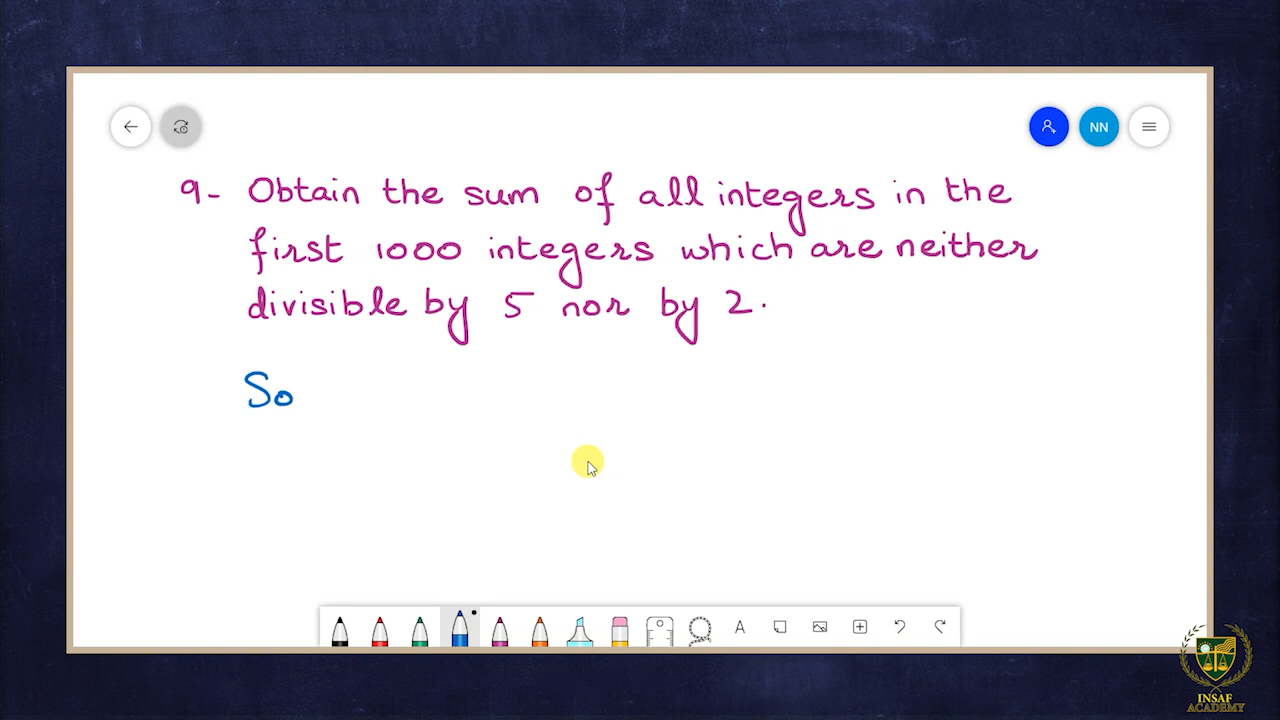 NN
9- Obtain the sum of all integers in the
first 1000 integers which are neither
divisible by 5 nor by 2.
So
A
INSAF
ACADEMY